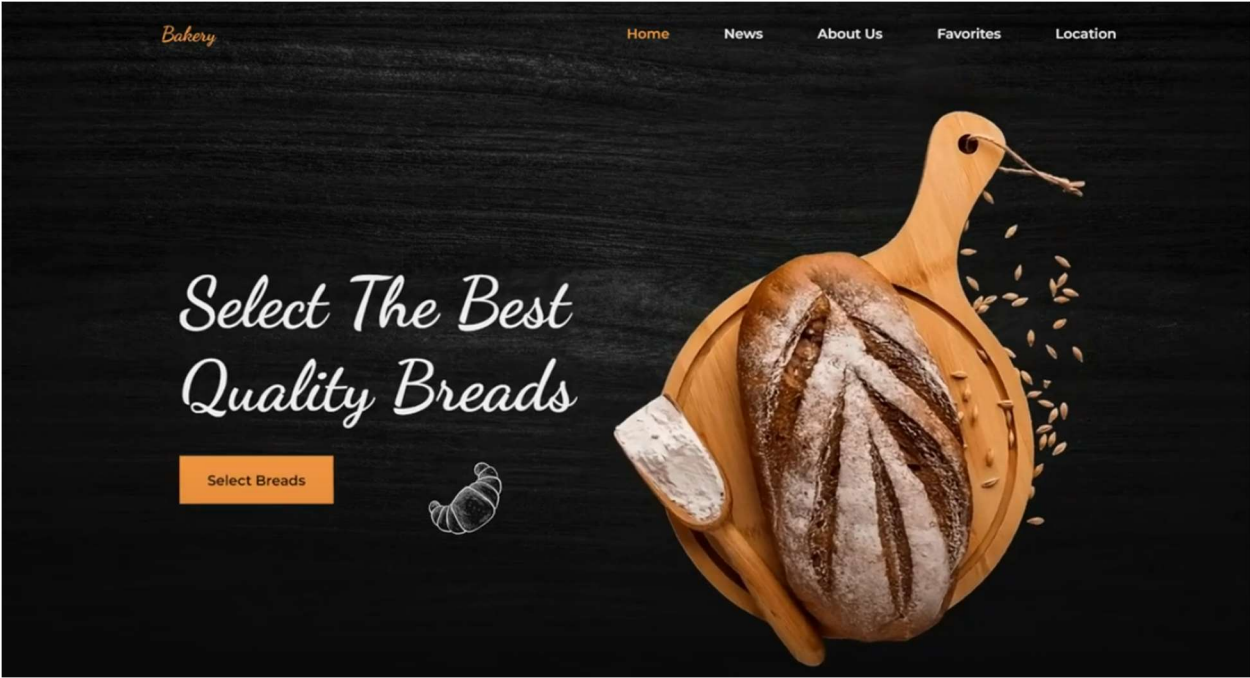 Bakery
Home News About Us Favorites Location
Select The Best
Quality Breads
Select Breads